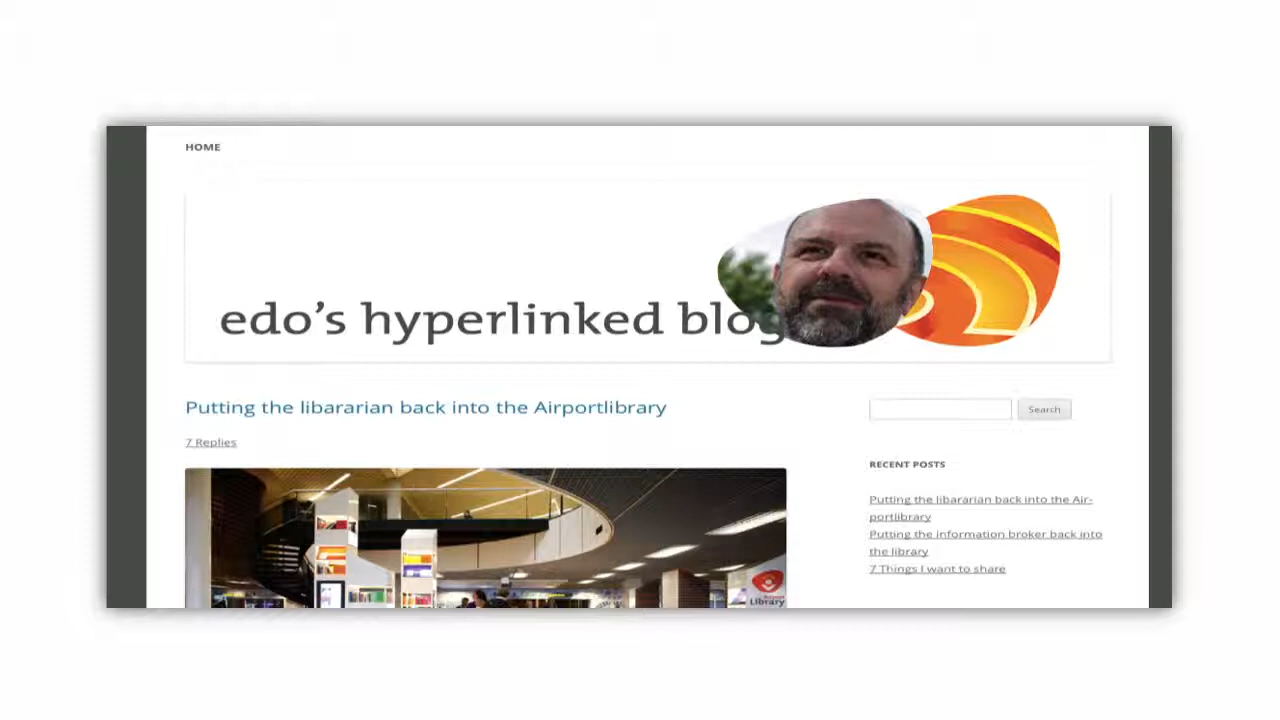 HOME
edo's hyperlinked blog
Putting the libararian back into the Airportlibrary
Search
7 Replies
RECENT POSTS
Putting the libararian back into the Air-
portlibrary
Putting the information broker back into
the library
7 Things I want to share
Library